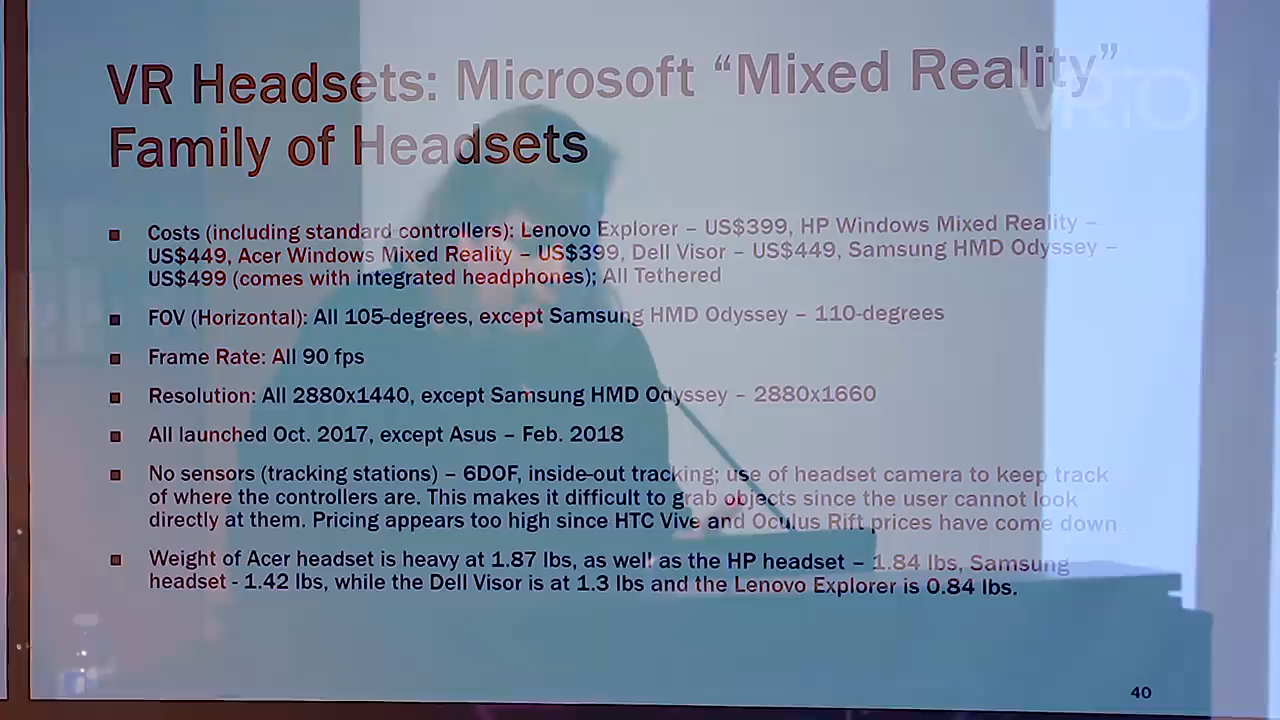 VR Headsets: Microsoft “Mixed Reality”
Family of Headsets
VRTO
■ Costs (including standard controllers): Lenovo Explorer – US$399, HP Windows Mixed Reality –
US$449, Acer Windows Mixed Reality – US$399, Dell Visor – US$449, Samsung HMD Odyssey –
US$499 (comes with integrated headphones); All Tethered
■ FOV (Horizontal): All 105-degrees, except Samsung HMD Odyssey – 110-degrees
■ Frame Rate: All 90 fps
■ Resolution: All 2880x1440, except Samsung HMD Odyssey – 2880x1660
■ All launched Oct. 2017, except Asus – Feb. 2018
■ No sensors (tracking stations) – 6DOF, inside-out tracking; use of headset camera to keep track
of where the controllers are. This makes it difficult to grab objects since the user cannot look
directly at them. Pricing appears too high since HTC Vive and Oculus Rift prices have come down.
■ Weight of Acer headset is heavy at 1.87 lbs, as well as the HP headset – 1.84 lbs, Samsung
headset - 1.42 lbs, while the Dell Visor is at 1.3 lbs and the Lenovo Explorer is 0.84 lbs.
40